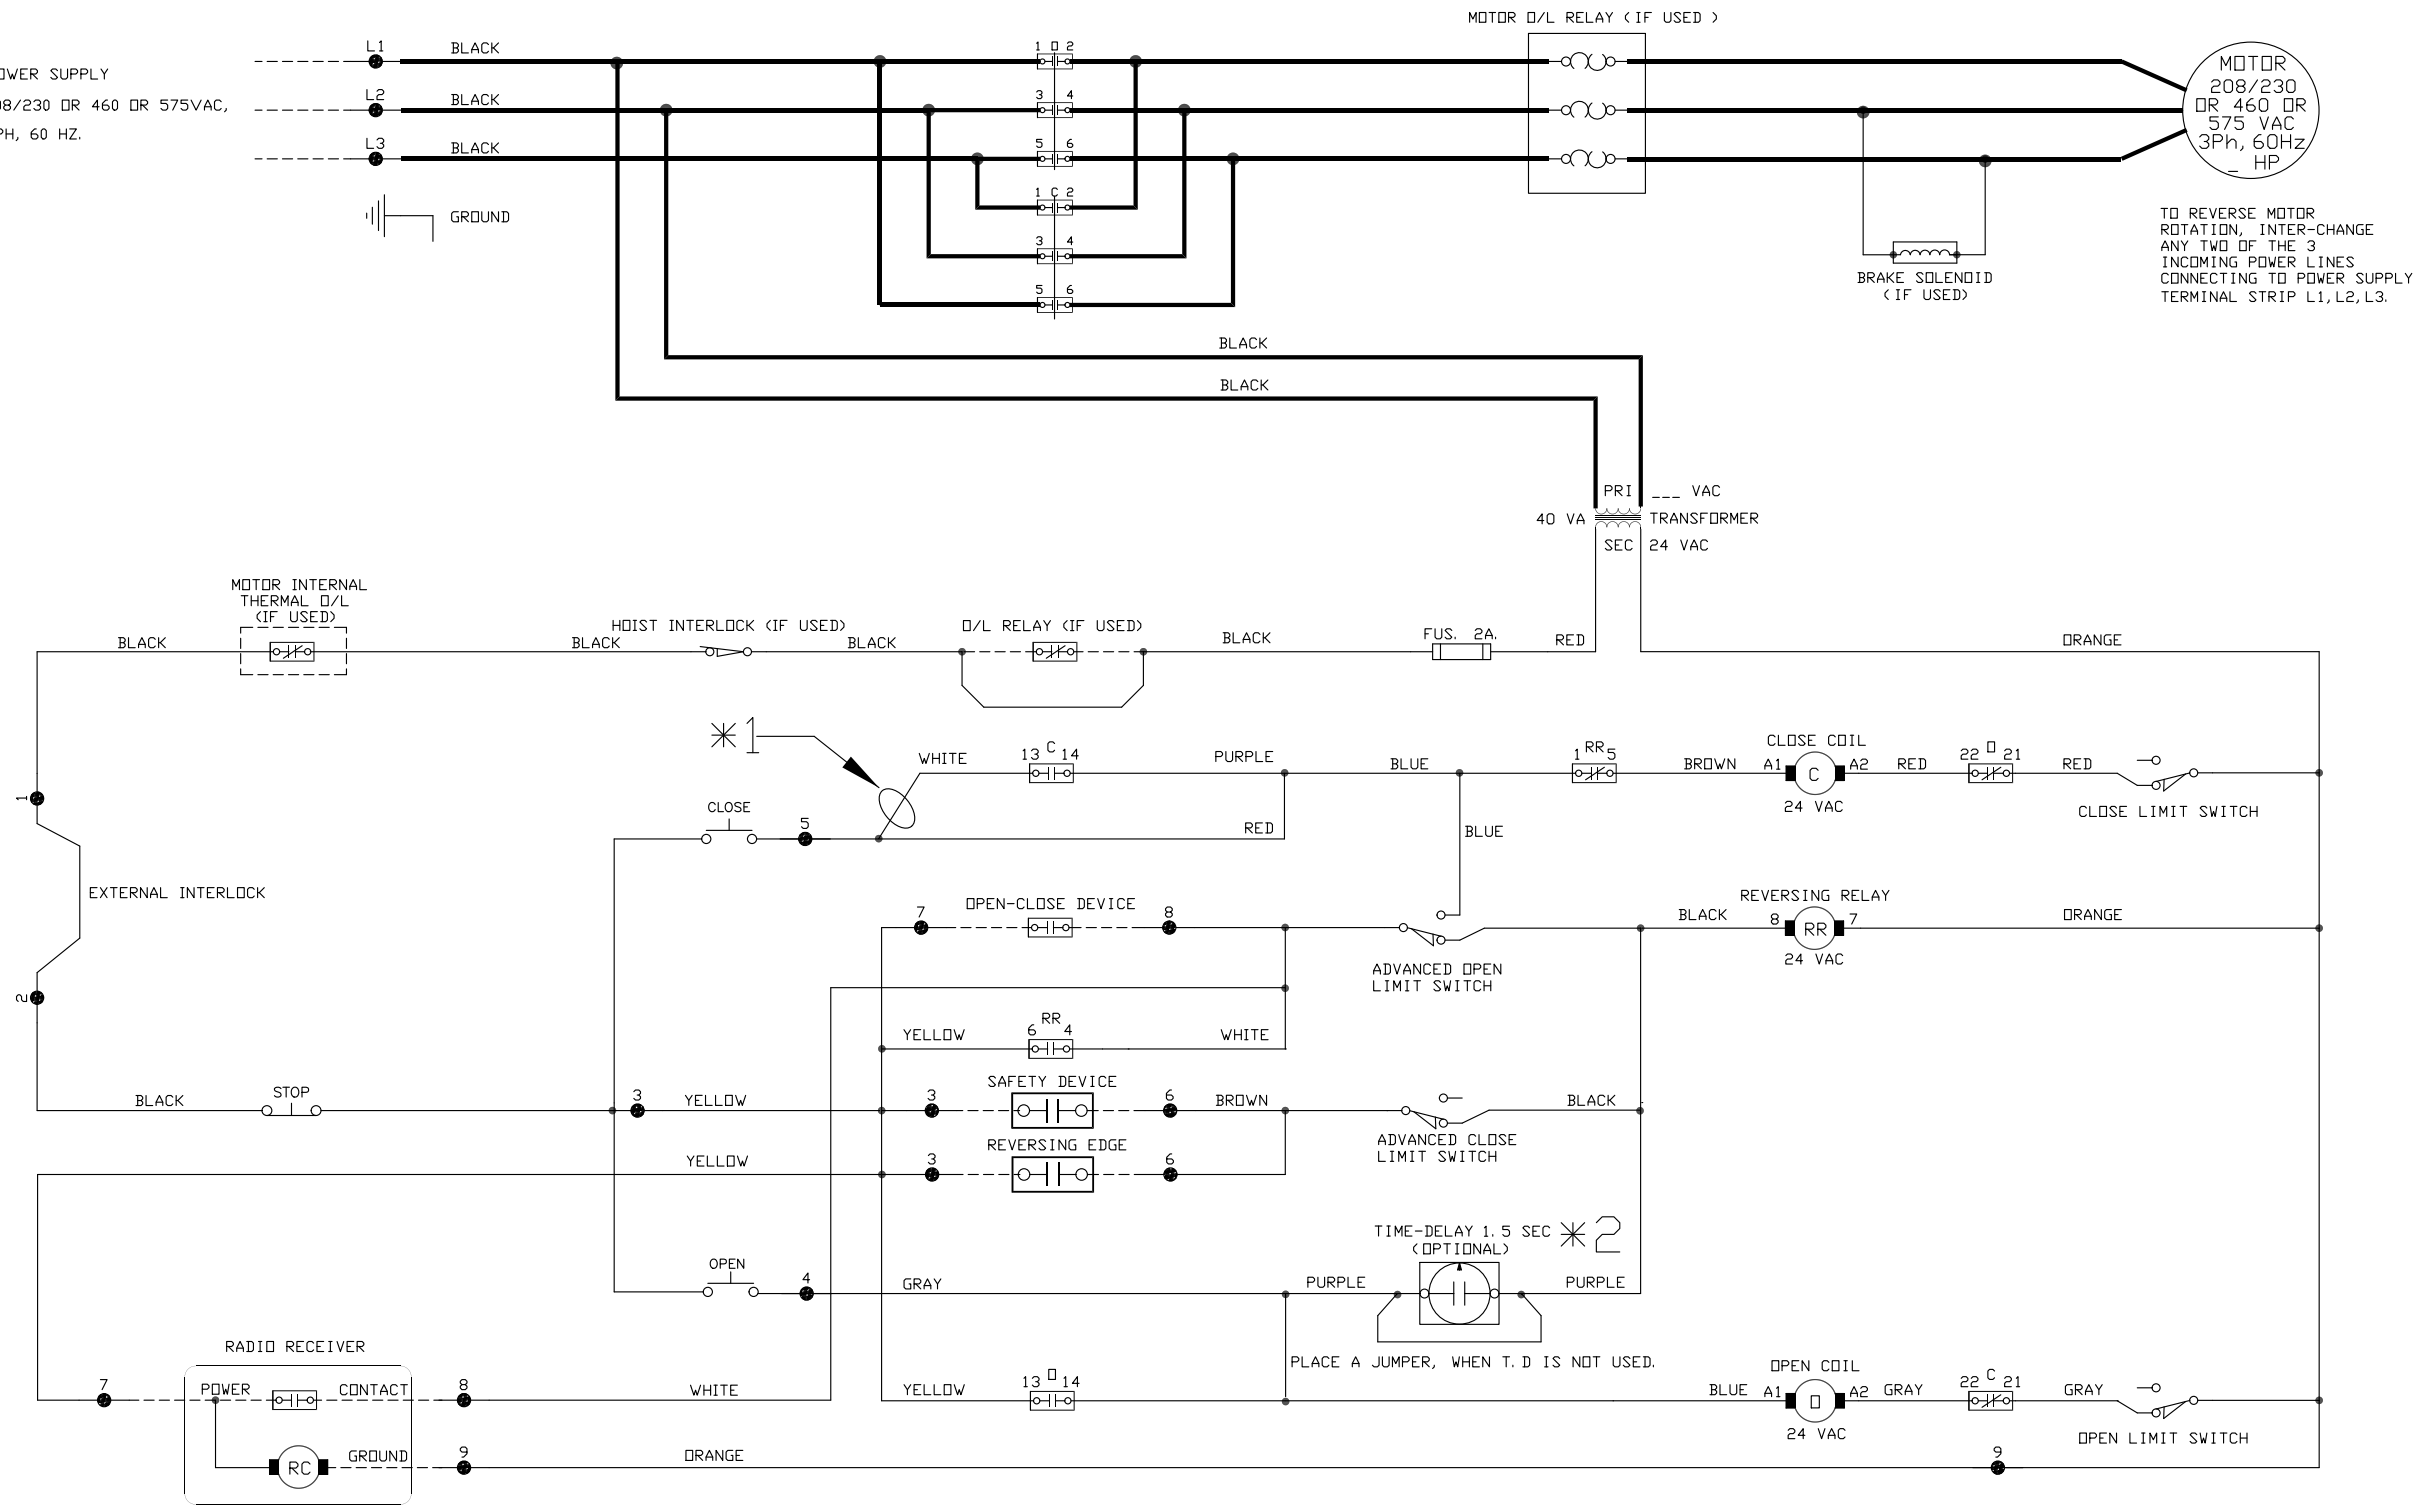 MOTOR O/L RELAY (IF USED )
L1
BLACK
1 O 2
OWER SUPPLY
L2
BLACK
3 4
08/230 OR 460 OR 575VAC,
PH, 60 HZ.
L3
BLACK
5 6
MOTOR
208/230
OR 460 OR
575 VAC
3Ph, 60Hz
_ HP
GROUND
1 C 2
3 4
5 6
BRAKE SOLENOID
(IF USED)
TO REVERSE MOTOR
ROTATION, INTER-CHANGE
ANY TWO OF THE 3
INCOMING POWER LINES
CONNECTING TO POWER SUPPLY
TERMINAL STRIP L1,L2,L3.
BLACK
BLACK
PRI ___ VAC
40 VA TRANSFORMER
SEC 24 VAC
MOTOR INTERNAL
THERMAL O/L
(IF USED)
BLACK
BLACK
HOIST INTERLOCK (IF USED)
BLACK
O/L RELAY (IF USED)
BLACK
FUS. 2A.
RED
ORANGE
*1
WHITE
13 C 14
PURPLE
BLUE
1 RR 5
BROWN
CLOSE COIL
A1 C A2
24 VAC
RED
22 O 21
RED
CLOSE LIMIT SWITCH
1
CLOSE
5
RED
BLUE
EXTERNAL INTERLOCK
2
7
OPEN-CLOSE DEVICE
8
ADVANCED OPEN
LIMIT SWITCH
BLACK
REVERSING RELAY
8 RR 7
24 VAC
ORANGE
YELLOW
RR
6 4
WHITE
BLACK
STOP
3
YELLOW
3
SAFETY DEVICE
6
BROWN
ADVANCED CLOSE
LIMIT SWITCH
BLACK
YELLOW
3
REVERSING EDGE
6
OPEN
4
GRAY
TIME-DELAY 1.5 SEC *2
(OPTIONAL)
PURPLE
PURPLE
PLACE A JUMPER, WHEN T.D IS NOT USED.
RADIO RECEIVER
7
POWER
CONTACT
8
WHITE
YELLOW
13 O 14
BLUE
OPEN COIL
A1 O A2
24 VAC
GRAY
22 C 21
GRAY
OPEN LIMIT SWITCH
RC
GROUND
9
ORANGE
9